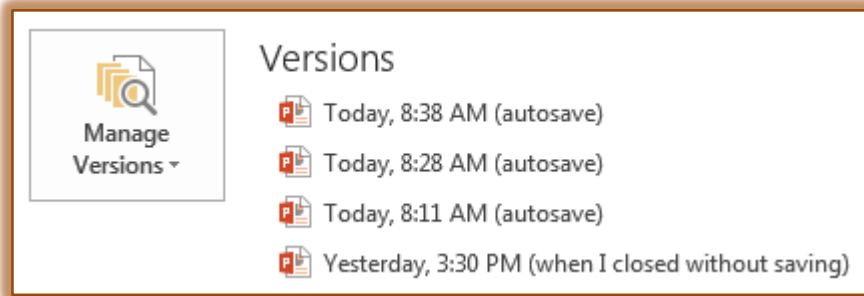 Manage
Versions
Versions
Today, 8:38 AM (autosave)
Today, 8:28 AM (autosave)
Today, 8:11 AM (autosave)
Yesterday, 3:30 PM (when I closed without saving)